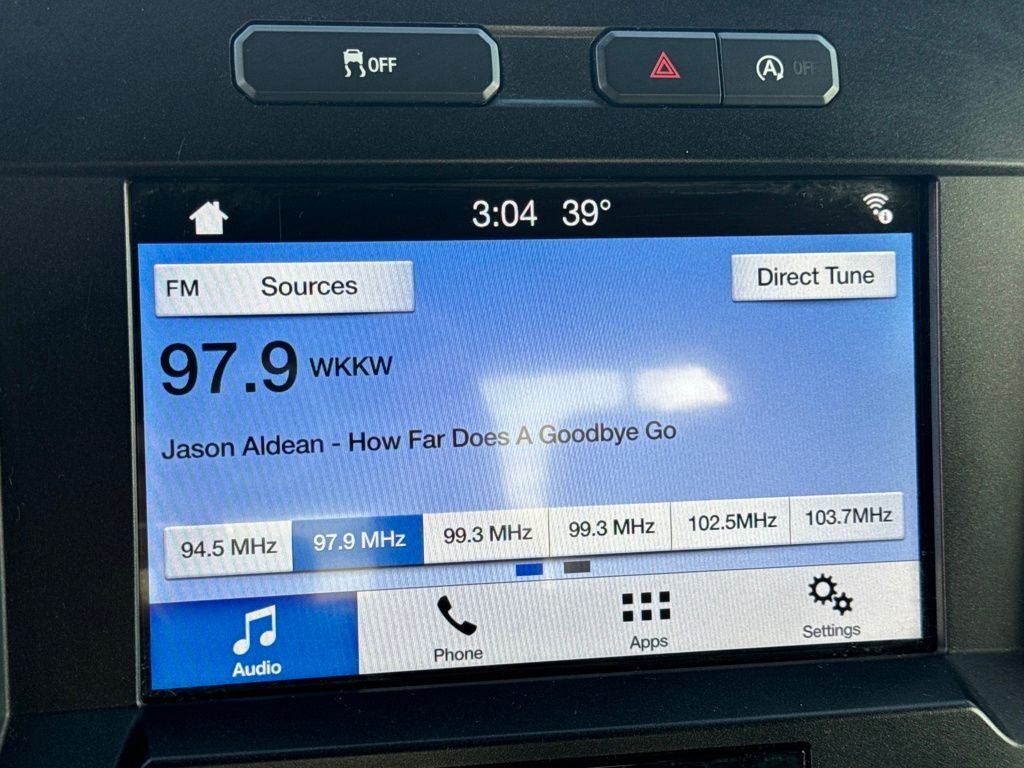 OFF
A OFF
3:04 39°
FM Sources
Direct Tune
97.9 WKKW
Jason Aldean - How Far Does A Goodbye Go
94.5 MHz 97.9 MHz 99.3 MHz 99.3 MHz 102.5MHz 103.7MHz
Audio Phone Apps Settings